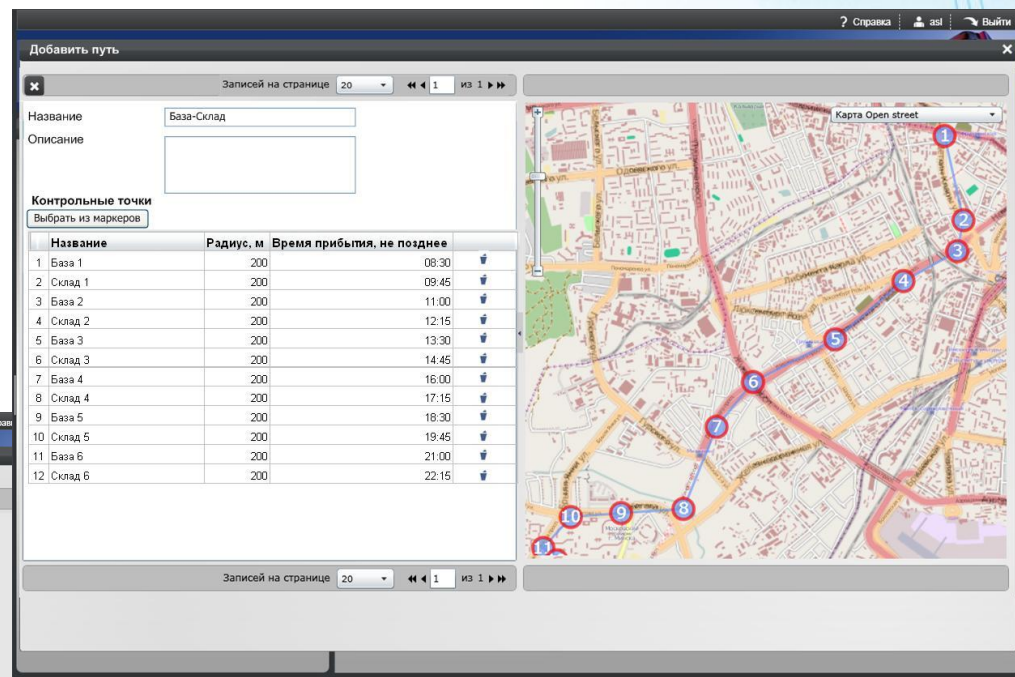 ? Справка asl Выйти
Добавить путь
Записей на странице 20 1 из 1
Название База-Склад
Карта Open street
Описание
Контрольные точки
Выбрать из маркеров
Название Радиус, м Время прибытия, не позднее
1 База 1 200 08:30
2 Склад 1 200 09:45
3 База 2 200 11:00
4 Склад 2 200 12:15
5 База 3 200 13:30
6 Склад 3 200 14:45
7 База 4 200 16:00
8 Склад 4 200 17:15
9 База 5 200 18:30
10 Склад 5 200 19:45
11 База 6 200 21:00
12 Склад 6 200 22:15
1
2
3
4
5
6
7
8
9
10
11
Записей на странице 20 1 из 1